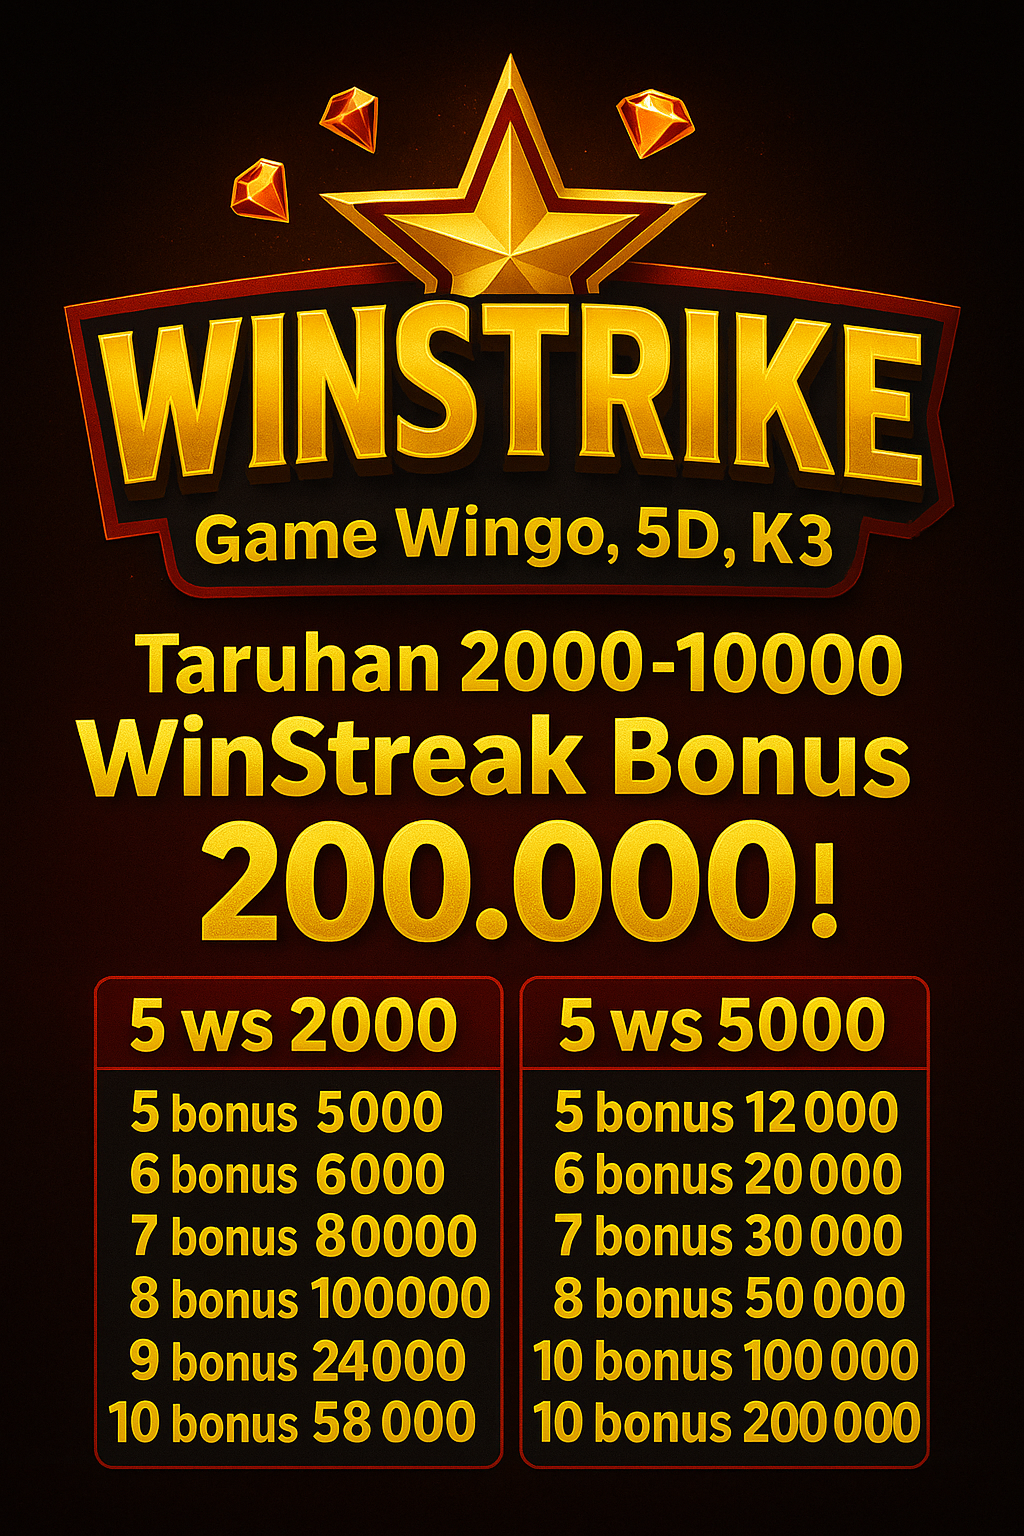 WINSTRIKE
Game Wingo, 5D, K3
Taruhan 2000-10000
WinStreak Bonus
200.000!
5 ws 2000
5 bonus 5000
6 bonus 6000
7 bonus 80000
8 bonus 100000
9 bonus 24000
10 bonus 58 000
5 ws 5000
5 bonus 12 000
6 bonus 20 000
7 bonus 30 000
8 bonus 50 000
10 bonus 100 000
10 bonus 200 000